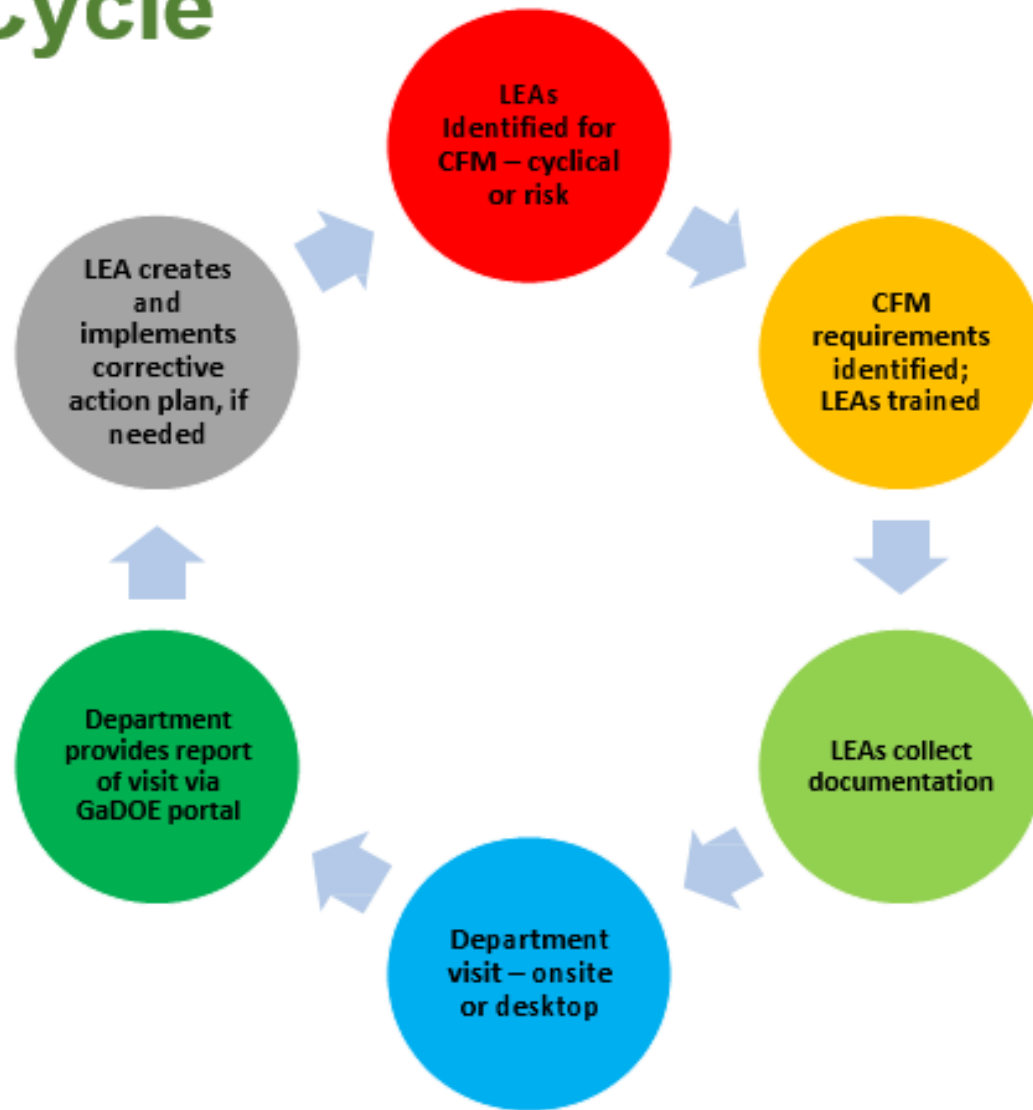 Cycle
LEAs
Identified for
CFM – cyclical
or risk
CFM
requirements
identified;
LEAs trained
LEAs collect
documentation
Department
visit – onsite
or desktop
Department
provides report
of visit via
GaDOE portal
LEA creates
and
implements
corrective
action plan, if
needed